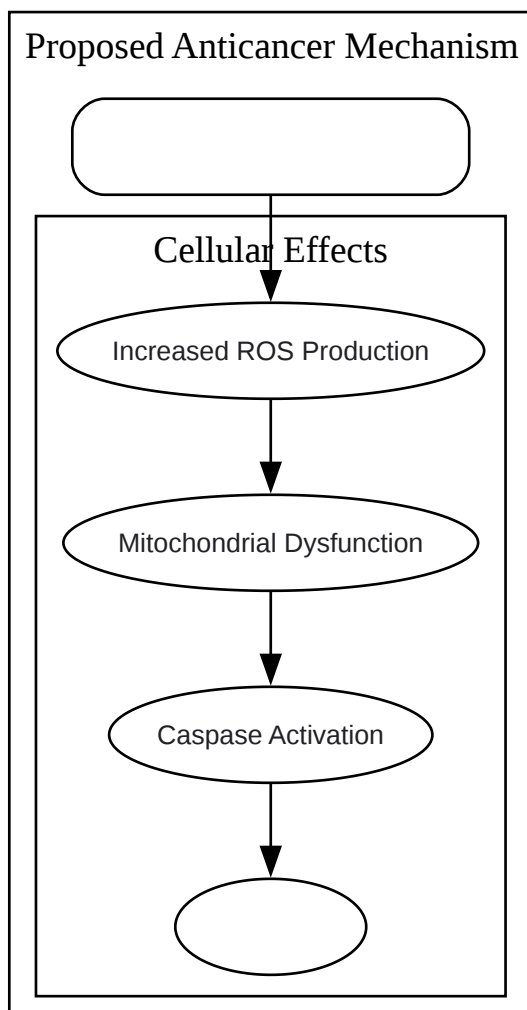 Proposed Anticancer Mechanism
Cellular Effects
Increased ROS Production
Mitochondrial Dysfunction
Caspase Activation